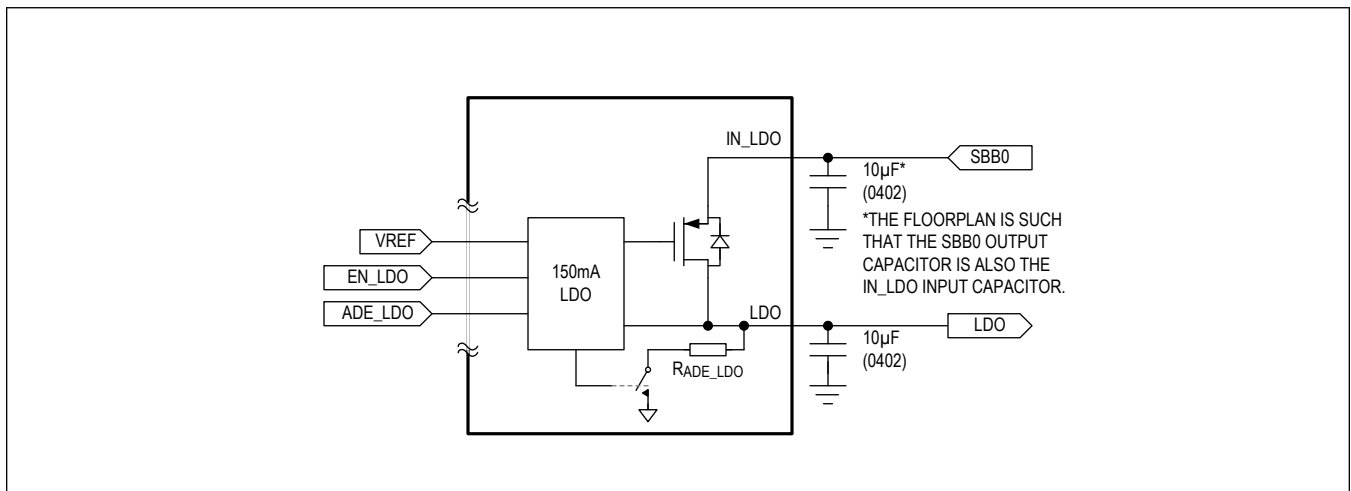 IN_LDO
SBB0
10µF*
(0402)
*THE FLOORPLAN IS SUCH
THAT THE SBB0 OUTPUT
CAPACITOR IS ALSO THE
IN_LDO INPUT CAPACITOR.
VREF
EN_LDO
ADE_LDO
150mA
LDO
LDO
LDO
10µF
(0402)
RADE_LDO